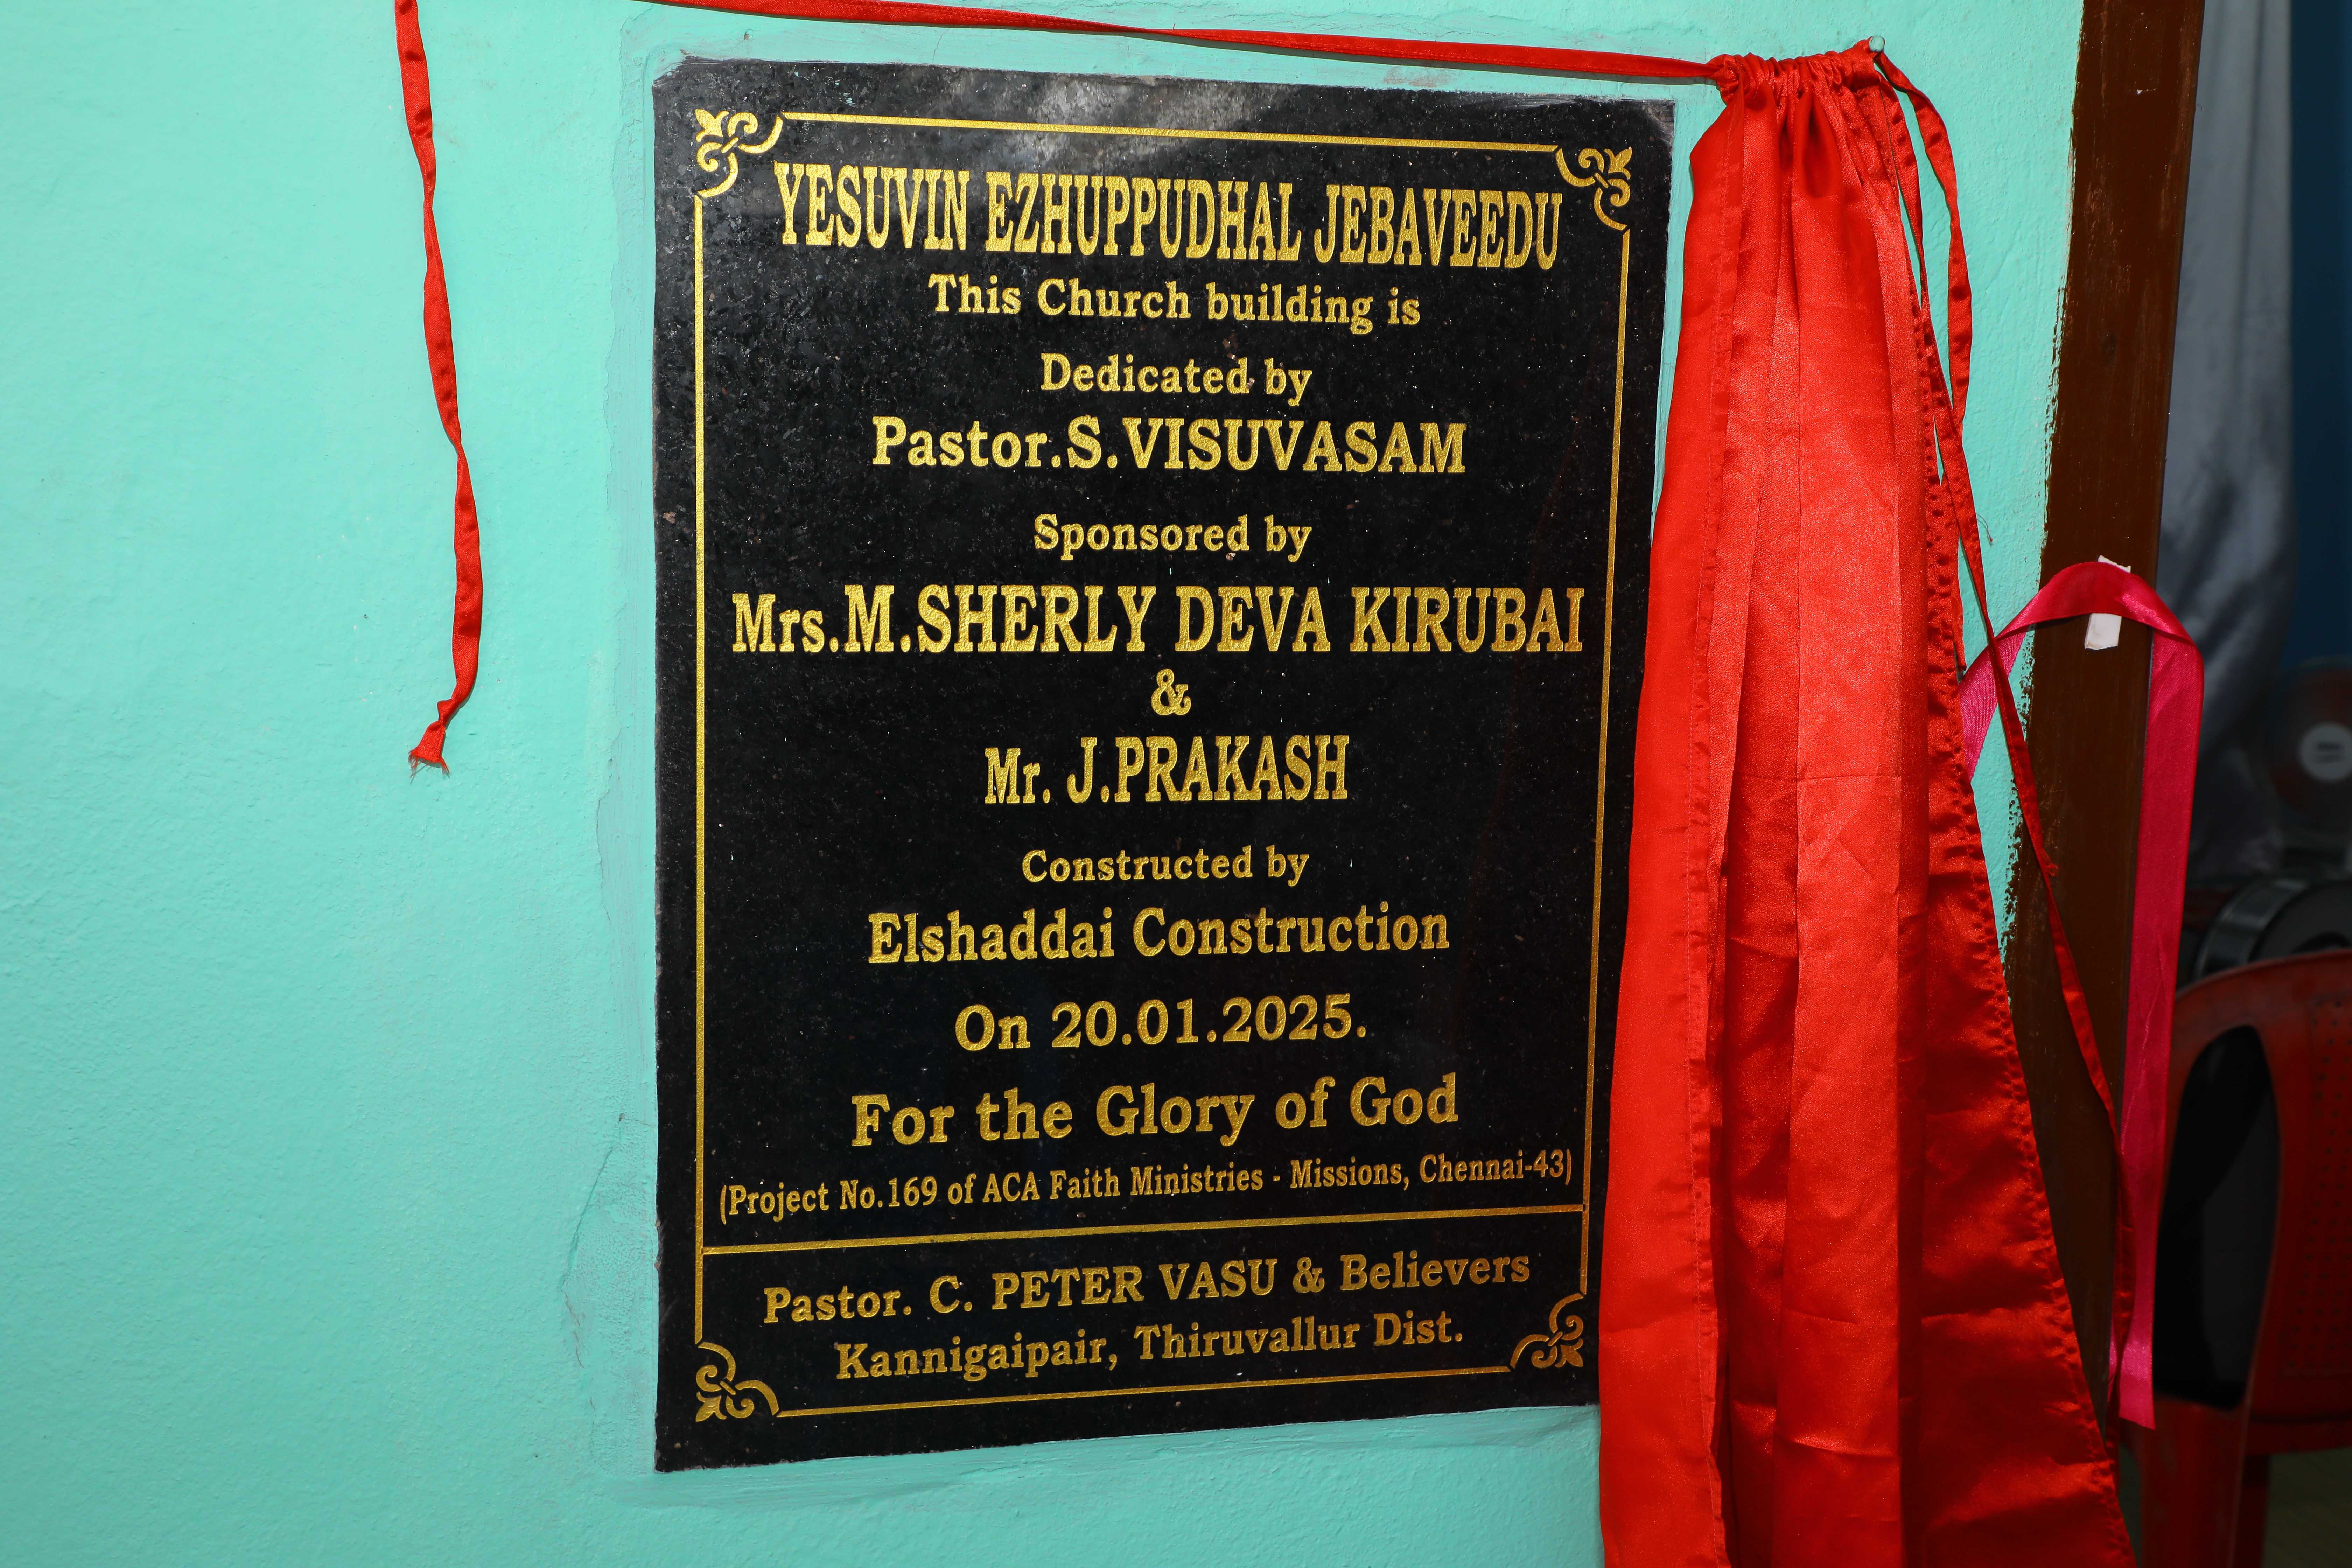 YESUVIN EZHUPPUDHAL JEBAVEEDU
This Church building is
Dedicated by
Pastor.S.VISUVASAM
Sponsored by
Mrs.M.SHERLY DEVA KIRUBAI
&
Mr. J.PRAKASH
Constructed by
Elshaddai Construction
On 20.01.2025.
For the Glory of God
(Project No.169 of ACA Faith Ministries - Missions, Chennai-43)
Pastor. C. PETER VASU & Believers
Kannigaipair, Thiruvallur Dist.